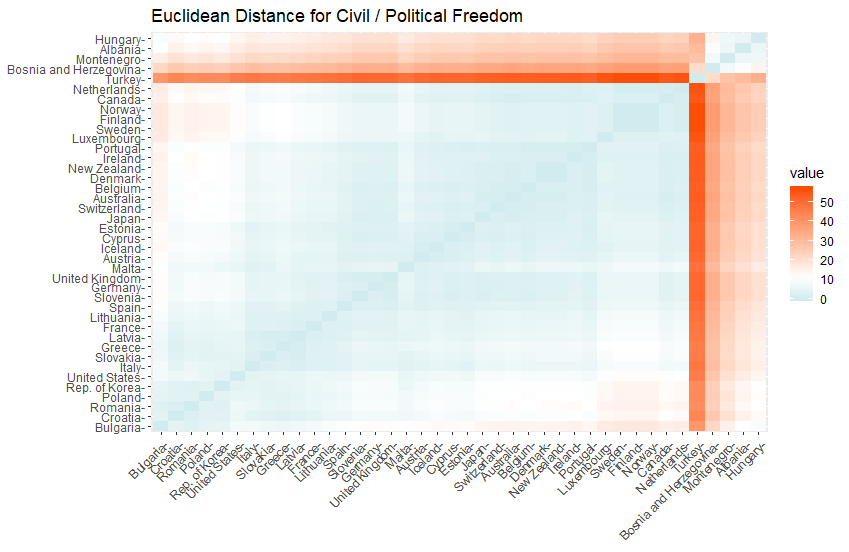 Euclidean Distance for Civil / Political Freedom
Hungary-
Albania-
Montenegro-
Bosnia and Herzegovina-
Turkey-
Netherlands-
Canada-
Norway-
Finland-
Sweden-
Luxembourg-
Portugal-
Ireland-
New Zealand-
Denmark-
Belgium-
Australia-
Switzerland-
Japan-
Estonia-
Cyprus-
Iceland-
Austria-
Malta-
United Kingdom-
Germany-
Slovenia-
Spain-
Lithuania-
France-
Latvia-
Greece-
Slovakia-
Italy-
United States-
Rep. of Korea-
Poland-
Romania-
Croatia-
Bulgaria-
Bulgaria-
Croatia-
Romania-
Poland-
Rep. of Korea-
United States-
Italy-
Slovakia-
Greece-
Latvia-
France-
Lithuania-
Spain-
Slovenia-
Germany-
United Kingdom-
Malta-
Austria-
Iceland-
Cyprus-
Estonia-
Japan-
Switzerland-
Australia-
Belgium-
Denmark-
New Zealand-
Ireland-
Portugal-
Luxembourg-
Sweden-
Finland-
Norway-
Canada-
Netherlands-
Turkey-
Bosnia and Herzegovina-
Montenegro-
Albania-
Hungary-
value
50
40
30
20
10
0